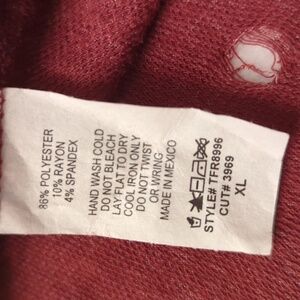 86% POLYESTER
10% RAYON
4% SPANDEX
HAND WASH COLD
DO NOT BLEACH
LAY FLAT TO DRY
COOL IRON ONLY
DO NOT TWIST
OR WRING
MADE IN MEXICO
STYLE# TFR8996
CUT# 3969
XL